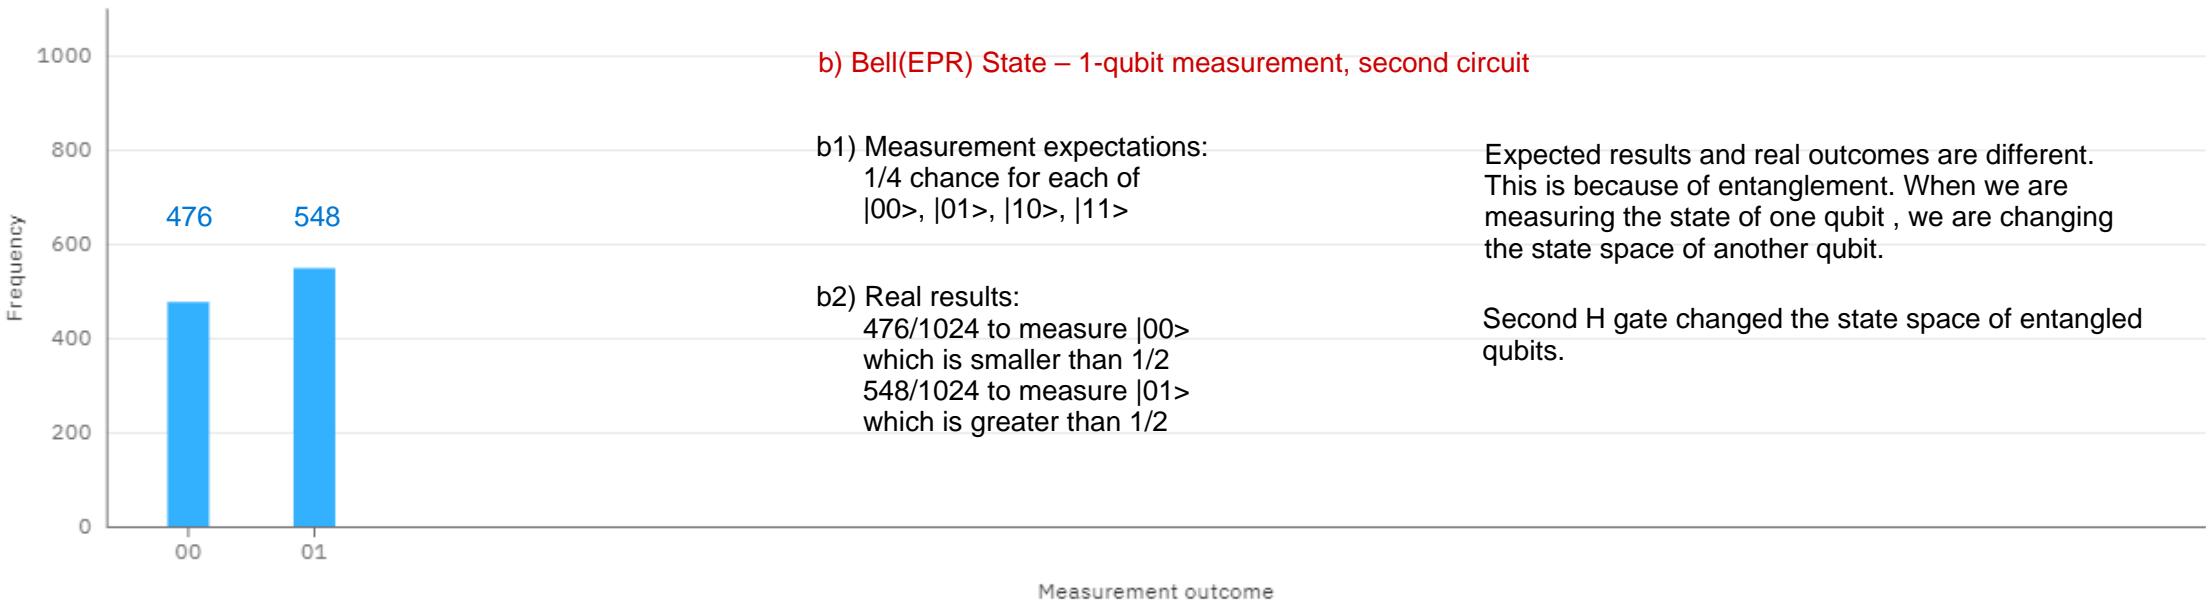 1000
800
600
400
200
0
Frequency
476
548
00
01
Measurement outcome
b) Bell(EPR) State – 1-qubit measurement, second circuit
b1) Measurement expectations:
1/4 chance for each of
|00>, |01>, |10>, |11>
b2) Real results:
476/1024 to measure |00>
which is smaller than 1/2
548/1024 to measure |01>
which is greater than 1/2
Expected results and real outcomes are different.
This is because of entanglement. When we are
measuring the state of one qubit , we are changing
the state space of another qubit.
Second H gate changed the state space of entangled
qubits.